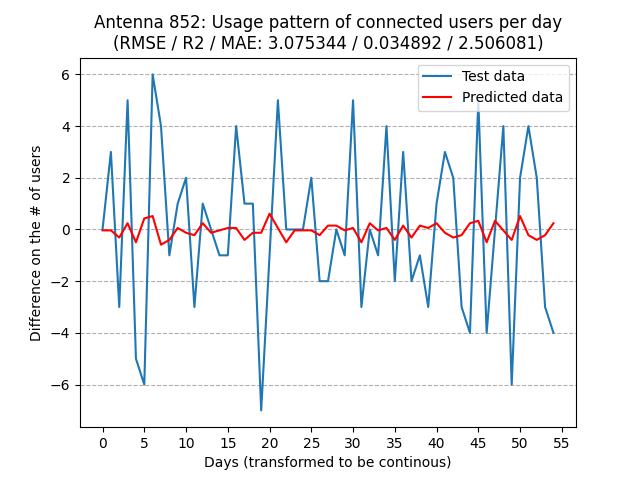 Antenna 852: Usage pattern of connected users per day
(RMSE / R2 / MAE: 3.075344 / 0.034892 / 2.506081)
Test data
Predicted data
Difference on the # of users
6
4
2
0
−2
−4
−6
0 5 10 15 20 25 30 35 40 45 50 55
Days (transformed to be continous)